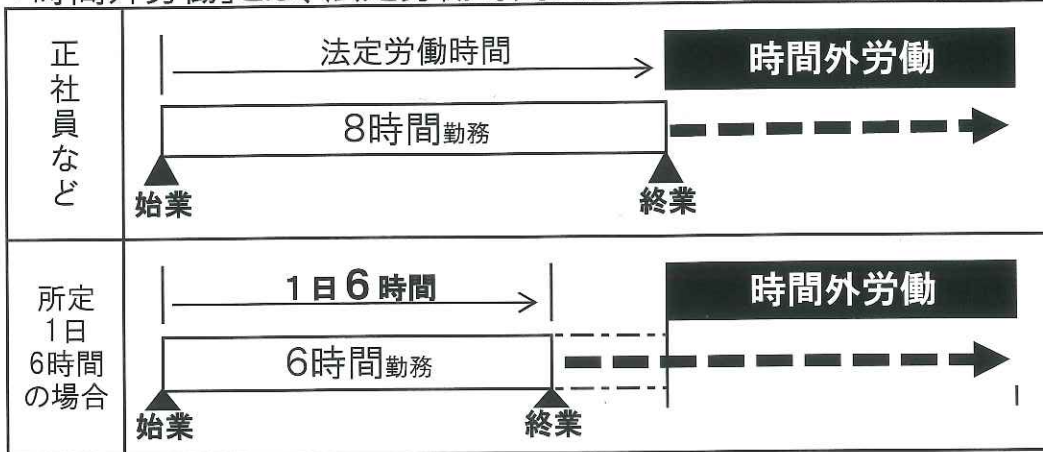 正社員など
法定労働時間
時間外労働
8時間勤務
始業
終業
所定
1日
6時間
の場合
1日6時間
時間外労働
6時間勤務
始業
終業